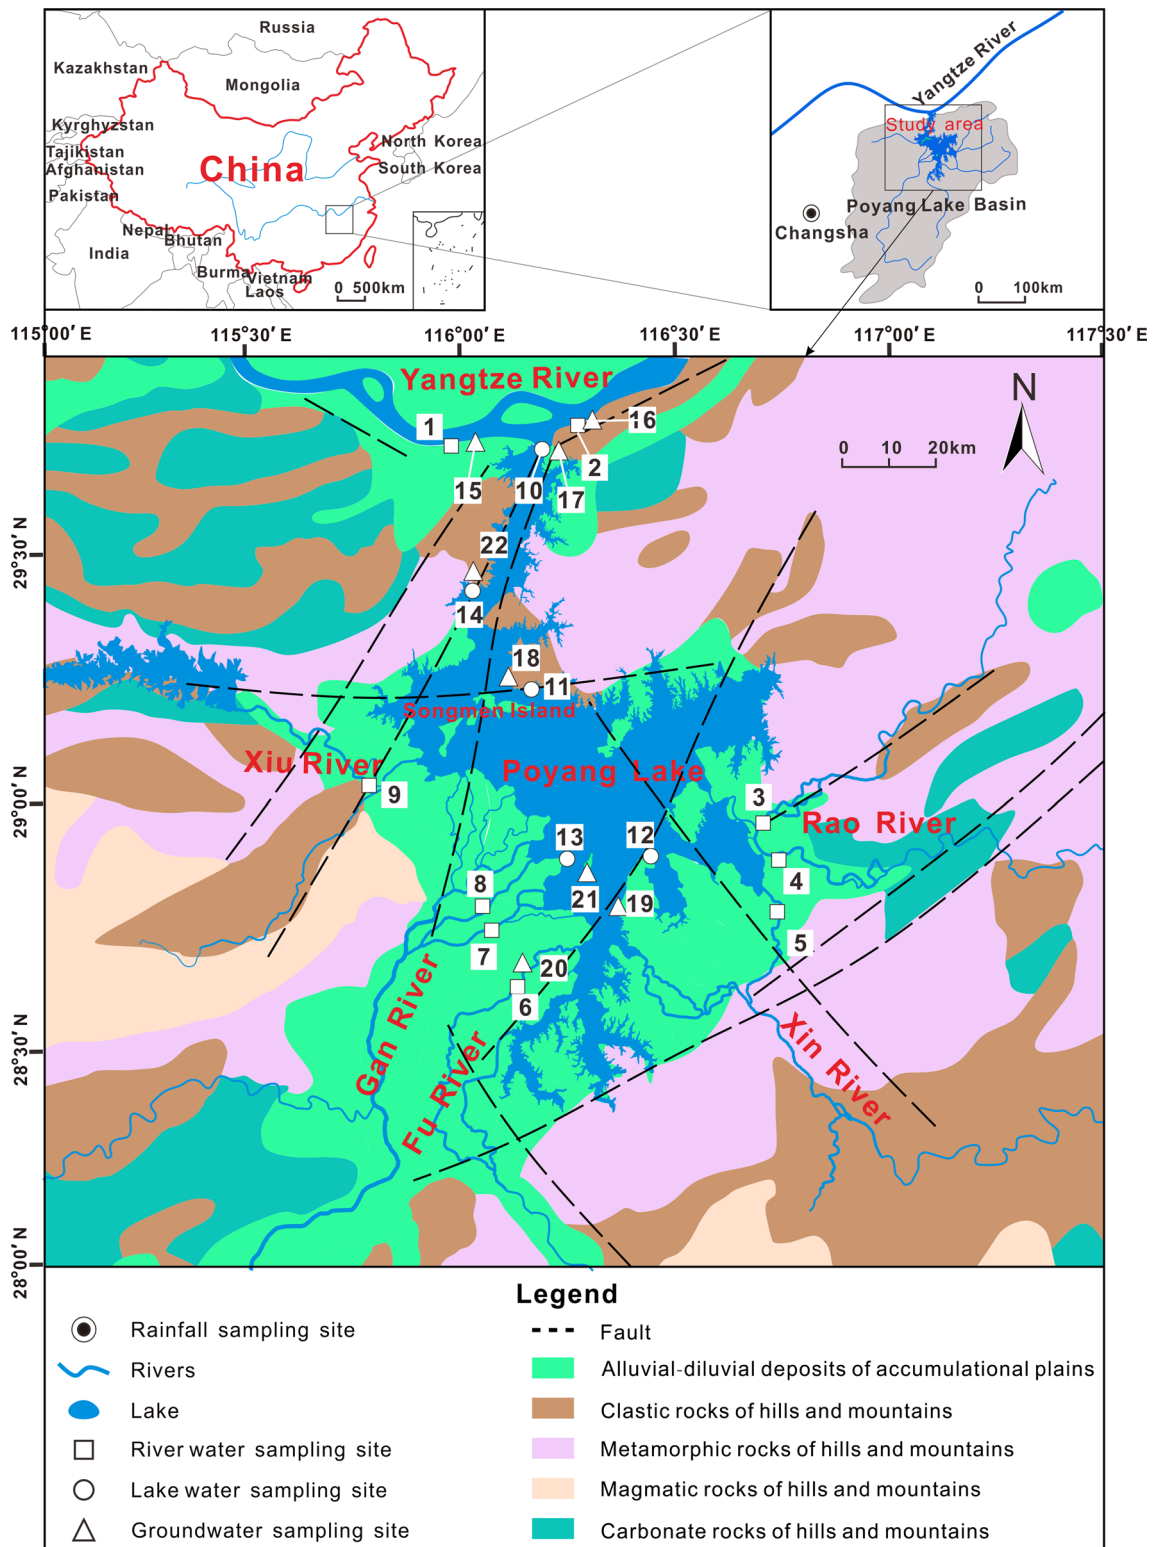 Russia
Kazakhstan
Mongolia
Kyrghyzstan
Tajikistan
Afghanistan
Pakistan
China
North Korea
South Korea
Nepal
Bhutan
India
Burma
Vietnam
Laos
0 500km
Yangtze River
Study area
Poyang Lake Basin
Changsha
0 100km
115°00′ E
115°30′ E
116°00′ E
116°30′ E
117°00′ E
117°30′ E
29°30′ N
29°00′ N
28°30′ N
28°00′ N
Yangtze River
N
0 10 20km
1
16
2
15
10
17
22
14
18
11
Songmen Island
Xiu River
Poyang Lake
9
3
Rao River
13
12
4
8
21
19
5
7
20
6
Gan River
Fu River
Xin River
Legend
Rainfall sampling site
Rivers
Lake
River water sampling site
Lake water sampling site
Groundwater sampling site
Fault
Alluvial-diluvial deposits of accumulational plains
Clastic rocks of hills and mountains
Metamorphic rocks of hills and mountains
Magmatic rocks of hills and mountains
Carbonate rocks of hills and mountains